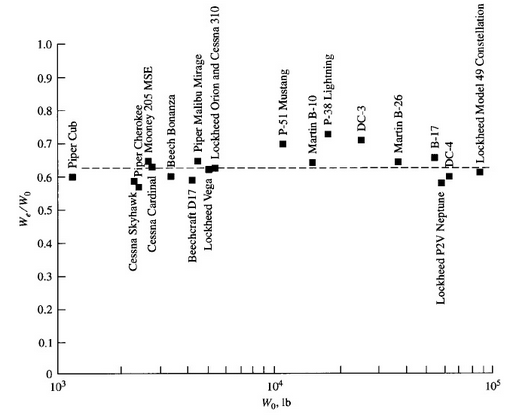 1.0
0.9
0.8
0.7
0.6
0.5
0.4
0.3
0.2
0.1
0
We/W0
Piper Cub
Cessna Skyhawk
Piper Cherokee
Mooney 205 MSE
Cessna Cardinal
Beech Bonanza
Beechcraft D17
Piper Malibu Mirage
Lockheed Vega
Lockheed Orion and Cessna 310
P-51 Mustang
Martin B-10
P-38 Lightning
DC-3
Martin B-26
B-17
Lockheed P2V Neptune
DC-4
Lockheed Model 49 Constellation
10³
10⁴
10⁵
W0, lb